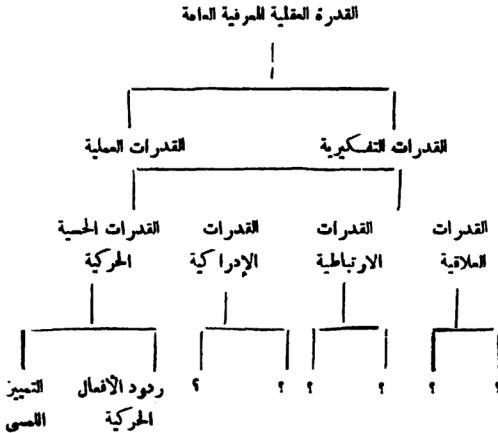 القدرة العقلية المعرفية العامة
القدرات التفكيرية القدرات العملية
القدرات القدرات القدرات القدرات الحسية
العلاقية الارتباطية الإدراكية الحركية
؟ ؟ ؟ ؟ ؟ ؟ ردود الأفعال التمييز
الحركية اللمسى